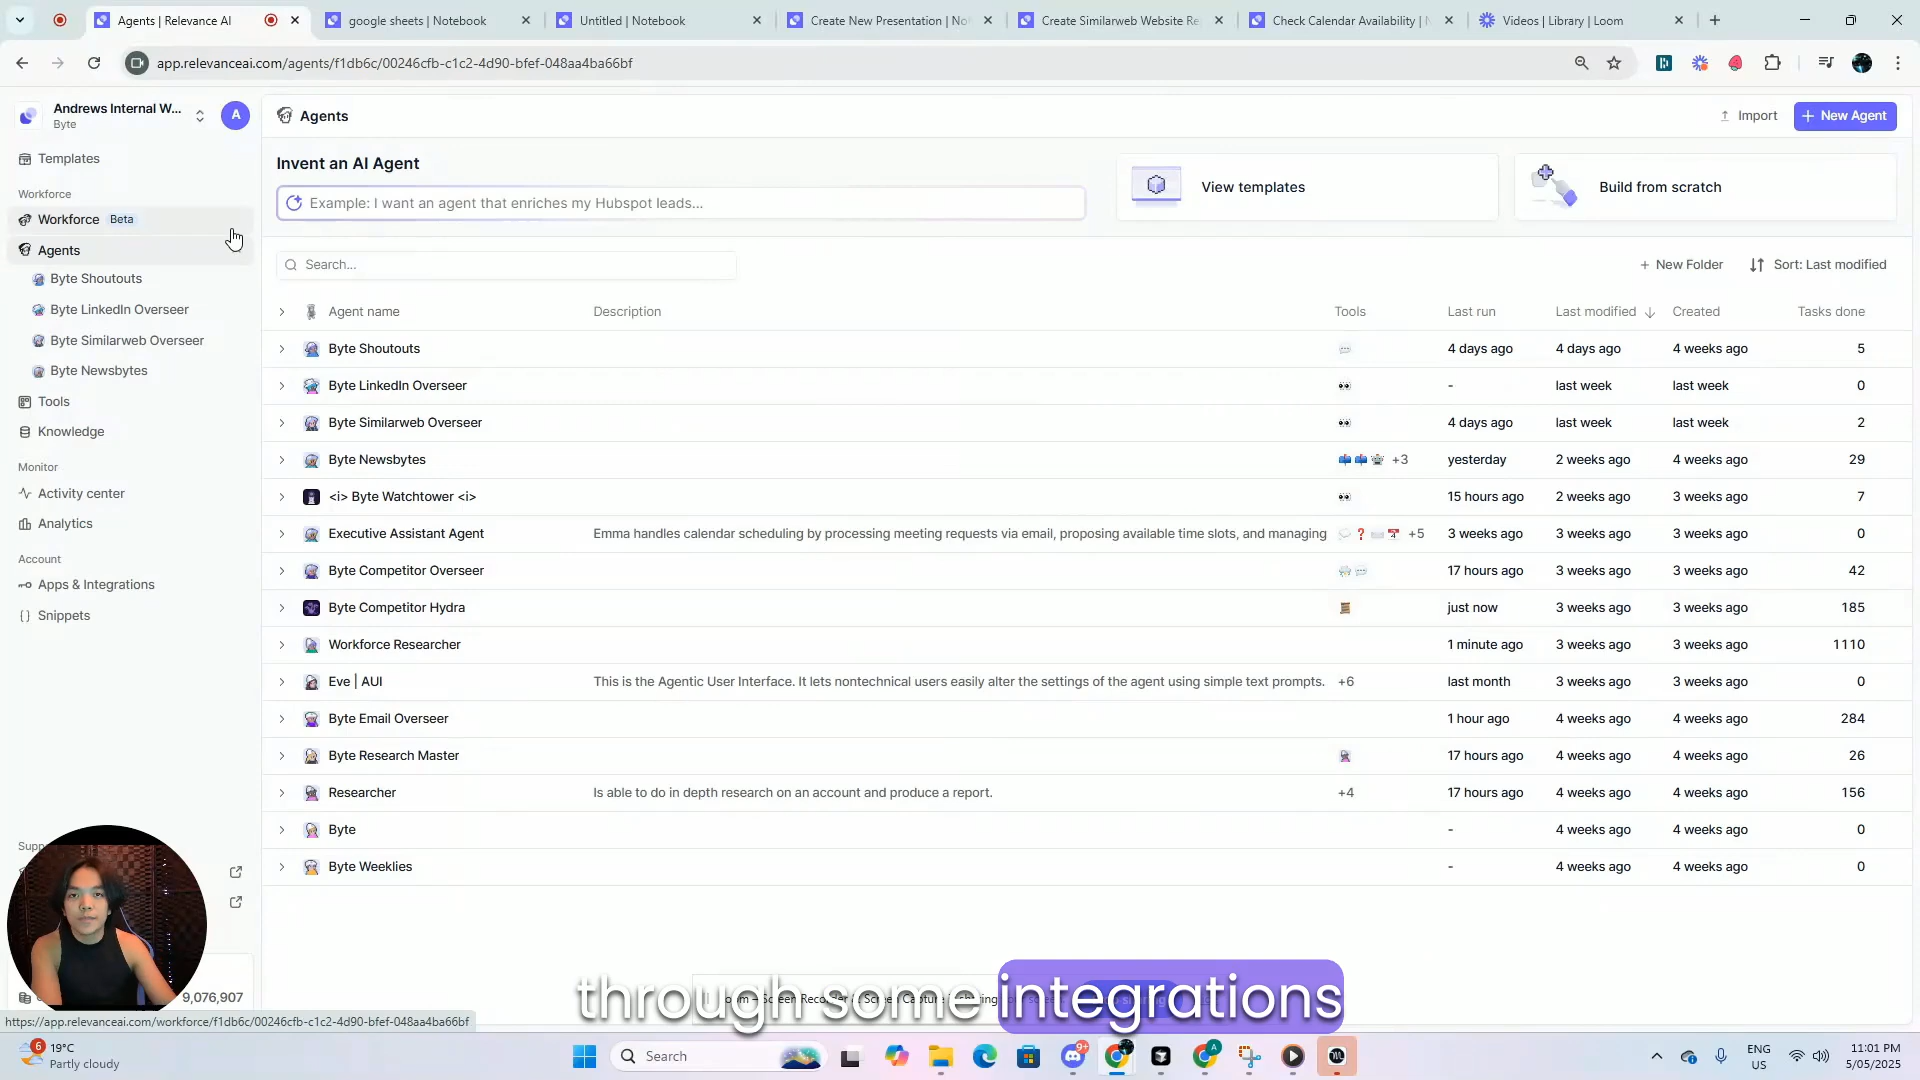 Agents | Relevance AI
google sheets | Notebook
Untitled | Notebook
Create New Presentation | No
Create Similarweb Website Re
Check Calendar Availability | N
Videos | Library | Loom
app.relevanceai.com/agents/f1db6c/00246cfb-c1c2-4d90-bfef-048aa4ba66bf
Andrews Internal W...
Byte
A
Templates
Workforce
Workforce Beta
Agents
Byte Shoutouts
Byte LinkedIn Overseer
Byte Similarweb Overseer
Byte Newsbytes
Tools
Knowledge
Monitor
Activity center
Analytics
Account
Apps & Integrations
Snippets
9,076,907
Agents
Import
+ New Agent
Invent an AI Agent
Example: I want an agent that enriches my Hubspot leads...
View templates
Build from scratch
Search...
+ New Folder
Sort: Last modified
Agent name Description Tools Last run Last modified Created Tasks done
Byte Shoutouts 4 days ago 4 days ago 4 weeks ago 5
Byte LinkedIn Overseer - last week last week 0
Byte Similarweb Overseer 4 days ago last week last week 2
Byte Newsbytes +3 yesterday 2 weeks ago 4 weeks ago 29
<i> Byte Watchtower <i> 15 hours ago 2 weeks ago 3 weeks ago 7
Executive Assistant Agent Emma handles calendar scheduling by processing meeting requests via email, proposing available time slots, and managing +5 3 weeks ago 3 weeks ago 3 weeks ago 0
Byte Competitor Overseer 17 hours ago 3 weeks ago 3 weeks ago 42
Byte Competitor Hydra just now 3 weeks ago 3 weeks ago 185
Workforce Researcher 1 minute ago 3 weeks ago 3 weeks ago 1110
Eve | AUI This is the Agentic User Interface. It lets nontechnical users easily alter the settings of the agent using simple text prompts. +6 last month 3 weeks ago 3 weeks ago 0
Byte Email Overseer 1 hour ago 4 weeks ago 4 weeks ago 284
Byte Research Master 17 hours ago 4 weeks ago 4 weeks ago 26
Researcher Is able to do in depth research on an account and produce a report. +4 17 hours ago 4 weeks ago 4 weeks ago 156
Byte - 4 weeks ago 4 weeks ago 0
Byte Weeklies - 4 weeks ago 4 weeks ago 0
through some integrations
https://app.relevanceai.com/workforce/f1db6c/00246cfb-c1c2-4d90-bfef-048aa4ba66bf
6
19°C
Partly cloudy
Search
9+
A
ENG
US
11:01 PM
5/05/2025